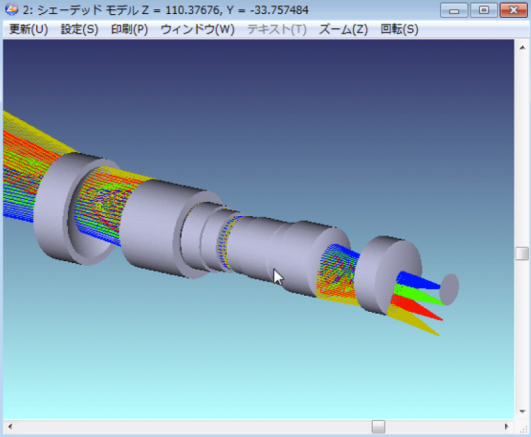 2: シェーデッド モデル Z = 110.37676, Y = -33.757484
更新(U) 設定(S) 印刷(P) ウィンドウ(W) テキスト(T) ズーム(Z) 回転(S)